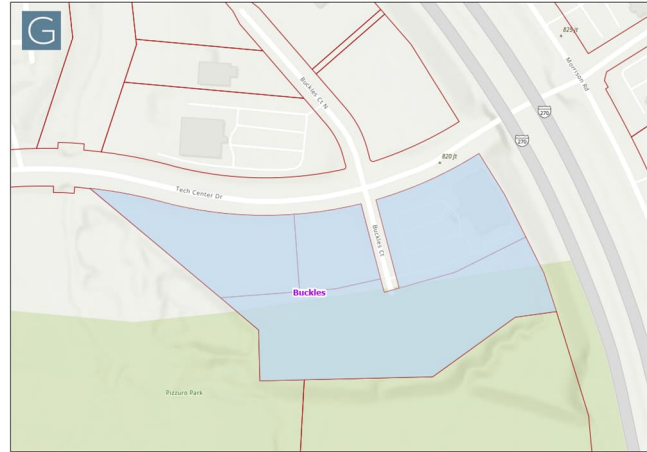 G
829 ft
Morrison Rd
Buckles Ct N
270
270
820 ft
Tech Center Dr
Buckles Ct
Buckles
Pizzuro Park